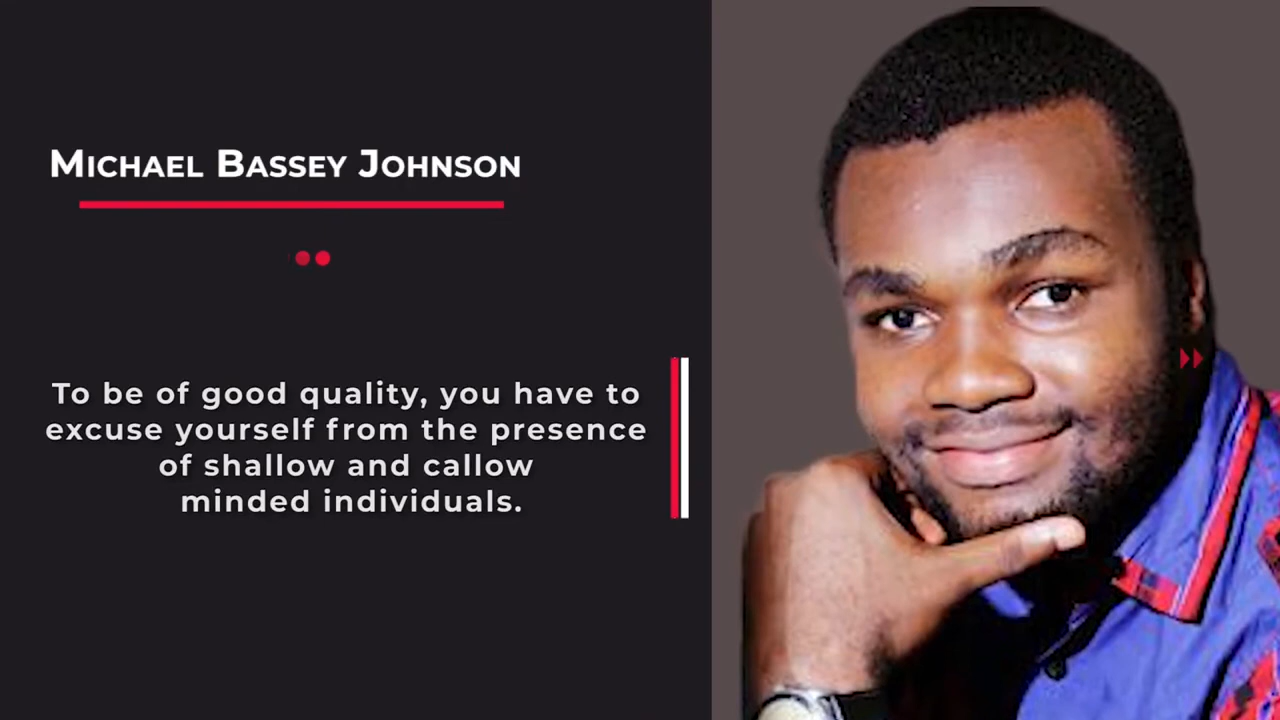 Michael Bassey Johnson
To be of good quality, you have to
excuse yourself from the presence
of shallow and callow
minded individuals.